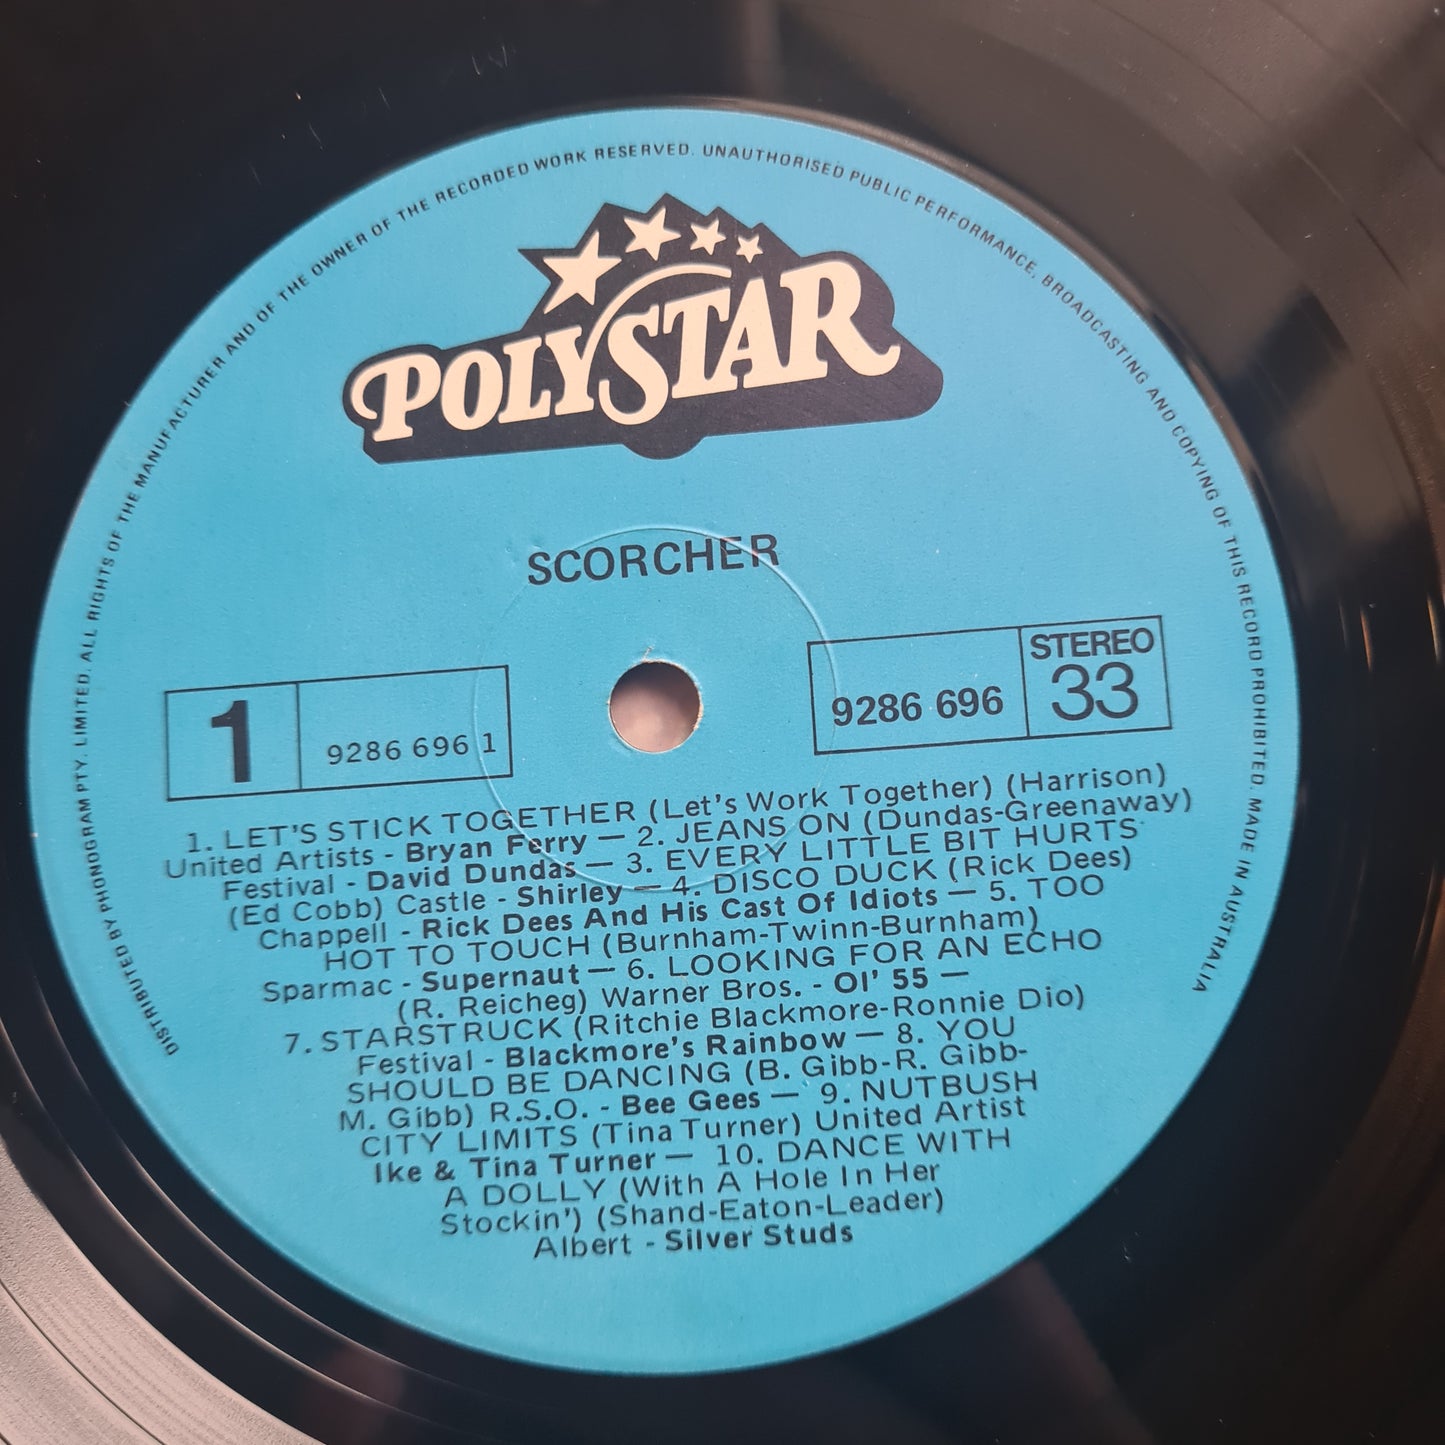 DISTRIBUTED BY PHONOGRAM PTY. LIMITED. ALL RIGHTS OF THE MANUFACTURER AND OF THE OWNER OF THE RECORDED WORK RESERVED. UNAUTHORISED PUBLIC PERFORMANCE, BROADCASTING AND COPYING OF THIS RECORD PROHIBITED. MADE IN AUSTRALIA
POLYSTAR
SCORCHER
1 9286 696 1
9286 696 STEREO 33
1. LET'S STICK TOGETHER (Let's Work Together) (Harrison)
United Artists - Bryan Ferry — 2. JEANS ON (Dundas-Greenaway)
Festival - David Dundas — 3. EVERY LITTLE BIT HURTS
(Ed Cobb) Castle - Shirley — 4. DISCO DUCK (Rick Dees)
Chappell - Rick Dees And His Cast Of Idiots — 5. TOO
HOT TO TOUCH (Burnham-Twinn-Burnham)
Sparmac - Supernaut — 6. LOOKING FOR AN ECHO
(R. Reicheg) Warner Bros. - Ol' 55 —
7. STARSTRUCK (Ritchie Blackmore-Ronnie Dio)
Festival - Blackmore's Rainbow — 8. YOU
SHOULD BE DANCING (B. Gibb-R. Gibb-
M. Gibb) R.S.O. - Bee Gees — 9. NUTBUSH
CITY LIMITS (Tina Turner) United Artist
Ike & Tina Turner — 10. DANCE WITH
A DOLLY (With A Hole In Her
Stockin') (Shand-Eaton-Leader)
Albert - Silver Studs